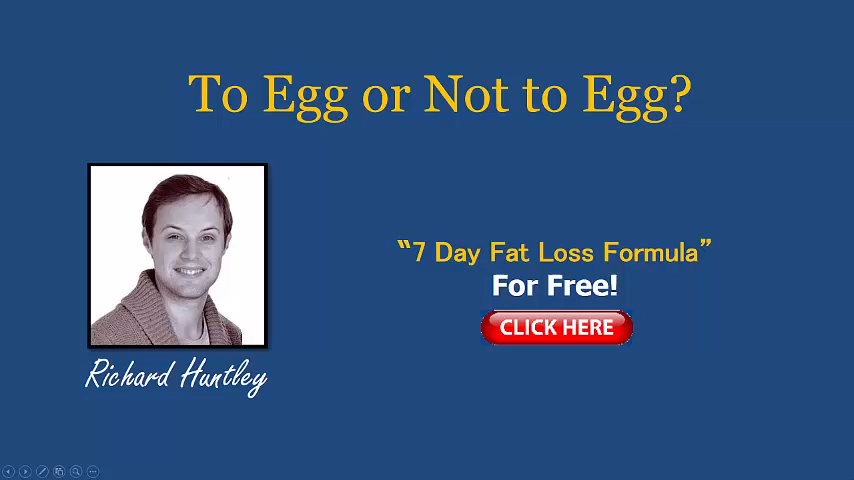 To Egg or Not to Egg?
"7 Day Fat Loss Formula"
For Free!
CLICK HERE
Richard Huntley